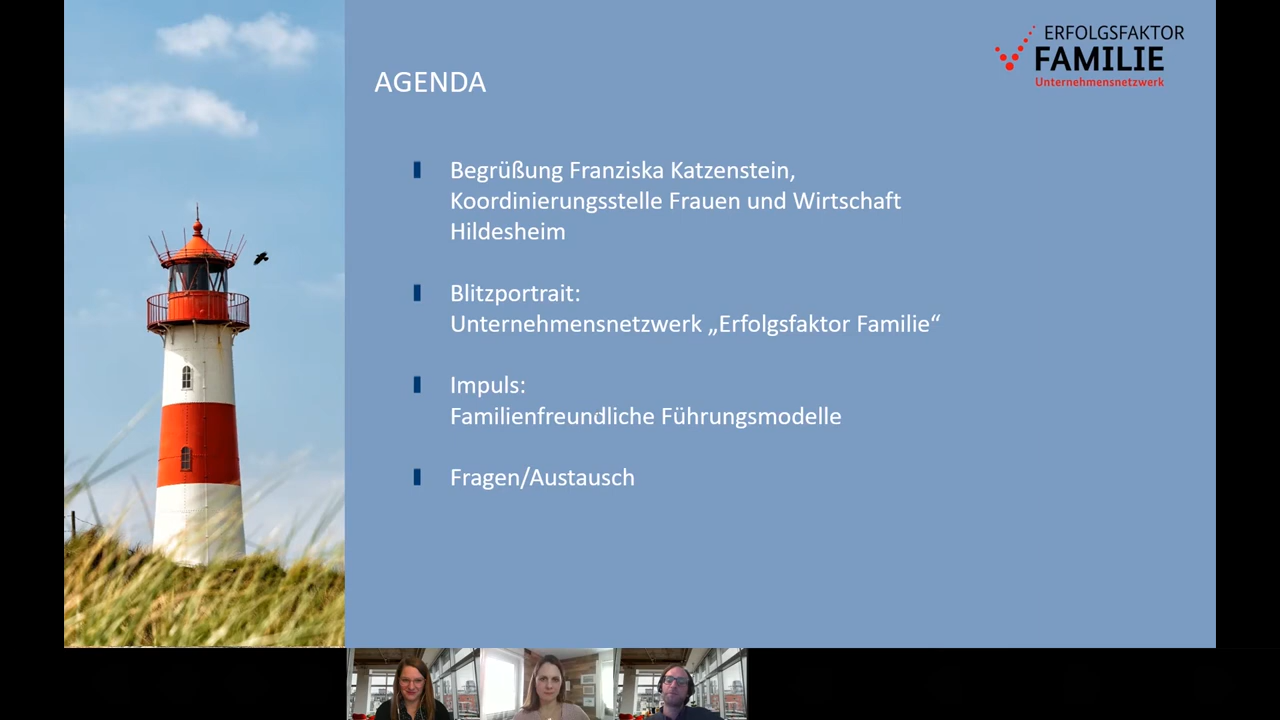 ERFOLGSFAKTOR
FAMILIE
Unternehmensnetzwerk
AGENDA
Begrüßung Franziska Katzenstein,
Koordinierungsstelle Frauen und Wirtschaft
Hildesheim
Blitzportrait:
Unternehmensnetzwerk „Erfolgsfaktor Familie“
Impuls:
Familienfreundliche Führungsmodelle
Fragen/Austausch